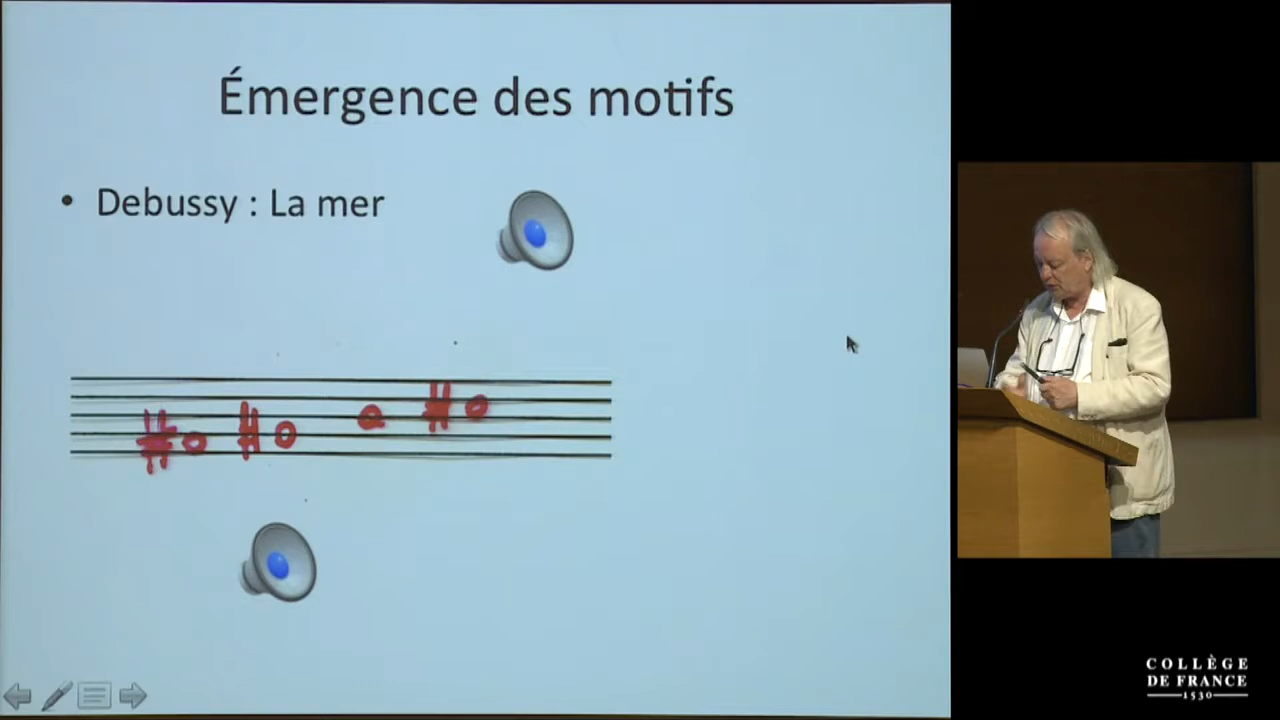 Émergence des motifs
• Debussy : La mer
COLLÈGE
DE FRANCE
1530